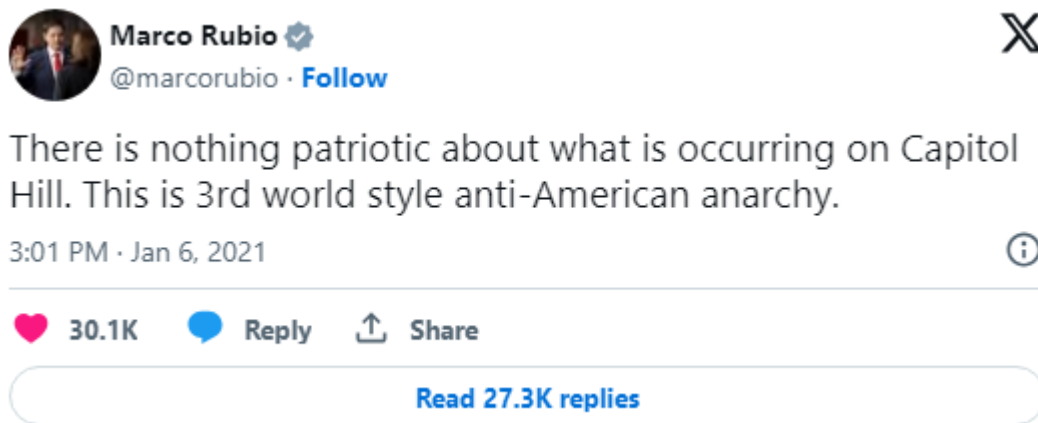 Marco Rubio
@marcorubio · Follow
There is nothing patriotic about what is occurring on Capitol
Hill. This is 3rd world style anti-American anarchy.
3:01 PM · Jan 6, 2021
30.1K Reply Share
Read 27.3K replies